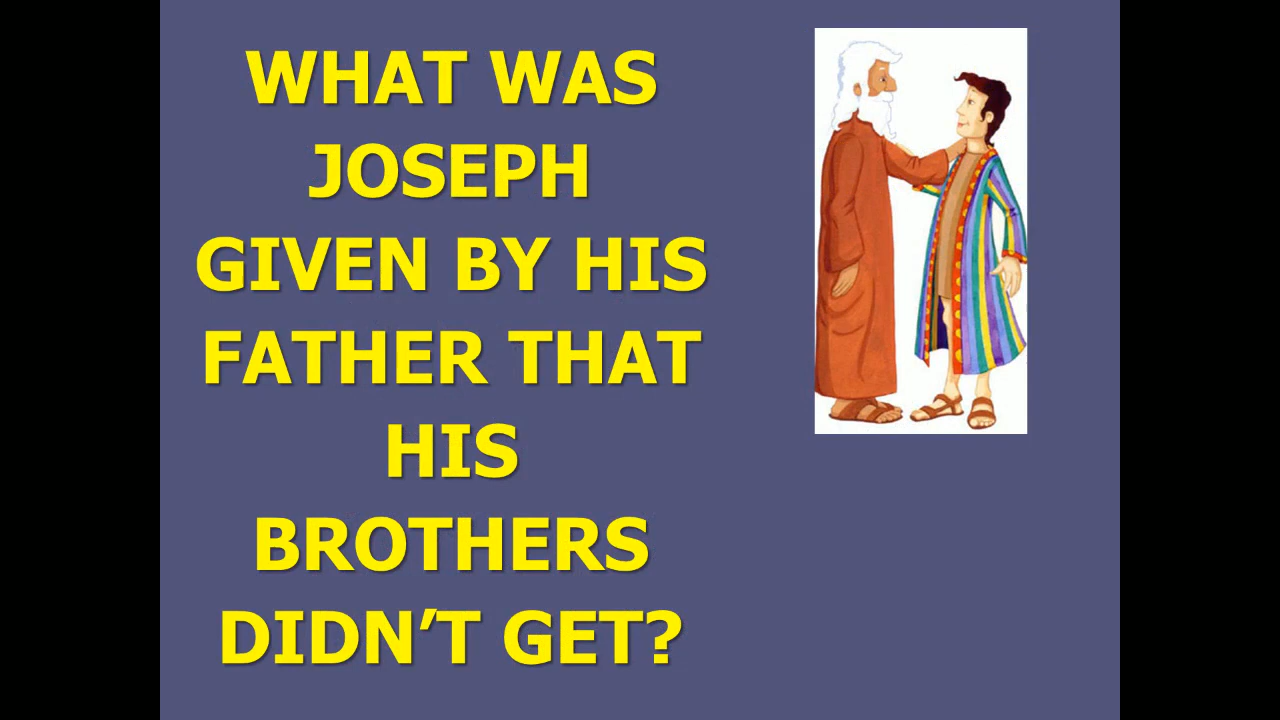 WHAT WAS
JOSEPH
GIVEN BY HIS
FATHER THAT
HIS
BROTHERS
DIDN’T GET?